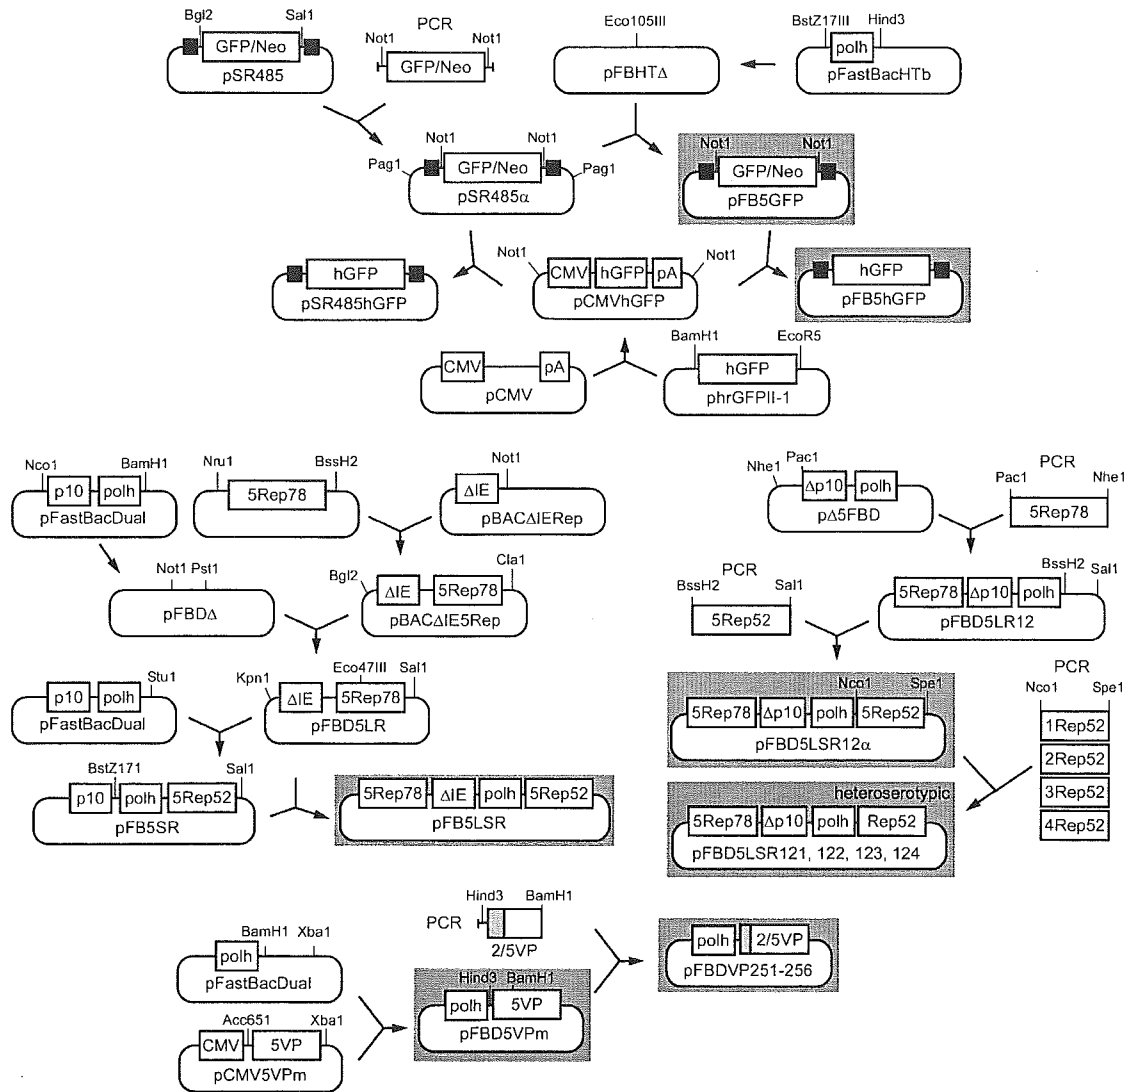 Bgl2 Sal1
GFP/Neo
pSR485
PCR
Not1 Not1
GFP/Neo
Eco105III
pFBHTΔ
BstZ17III Hind3
polh
pFastBacHTb
Not1 Not1
Pag1 GFP/Neo Pag1
pSR485α
Not1 Not1
GFP/Neo
pFB5GFP
hGFP
pSR485hGFP
Not1 Not1
CMV hGFP pA
pCMVhGFP
hGFP
pFB5hGFP
CMV pA
pCMV
BamH1 EcoR5
hGFP
phrGFPII-1
Nco1 BamH1
p10 polh
pFastBacDual
Nru1 BssH2
5Rep78
Not1
ΔIE
pBACΔIERep
Not1 Pst1
pFBDΔ
Bgl2 Cla1
ΔIE 5Rep78
pBACΔIE5Rep
Stu1
p10 polh
pFastBacDual
Kpn1 Eco47III Sal1
ΔIE 5Rep78
pFBD5LR
BstZ171 Sal1
p10 polh 5Rep52
pFB5SR
5Rep78 ΔIE polh 5Rep52
pFB5LSR
Nhe1 Pac1
Δp10 polh
pΔ5FBD
PCR
Pac1 Nhe1
5Rep78
PCR
BssH2 Sal1
5Rep52
BssH2 Sal1
5Rep78 Δp10 polh
pFBD5LR12
Nco1 Spe1
5Rep78 Δp10 polh 5Rep52
pFBD5LSR12α
PCR
Nco1 Spe1
1Rep52
2Rep52
3Rep52
4Rep52
heteroserotypic
5Rep78 Δp10 polh Rep52
pFBD5LSR121, 122, 123, 124
BamH1 Xba1
polh
pFastBacDual
Acc651 Xba1
CMV 5VP
pCMV5VPm
PCR
Hind3 BamH1
2/5VP
Hind3 BamH1
polh 5VP
pFBD5VPm
polh 2/5VP
pFBDVP251-256